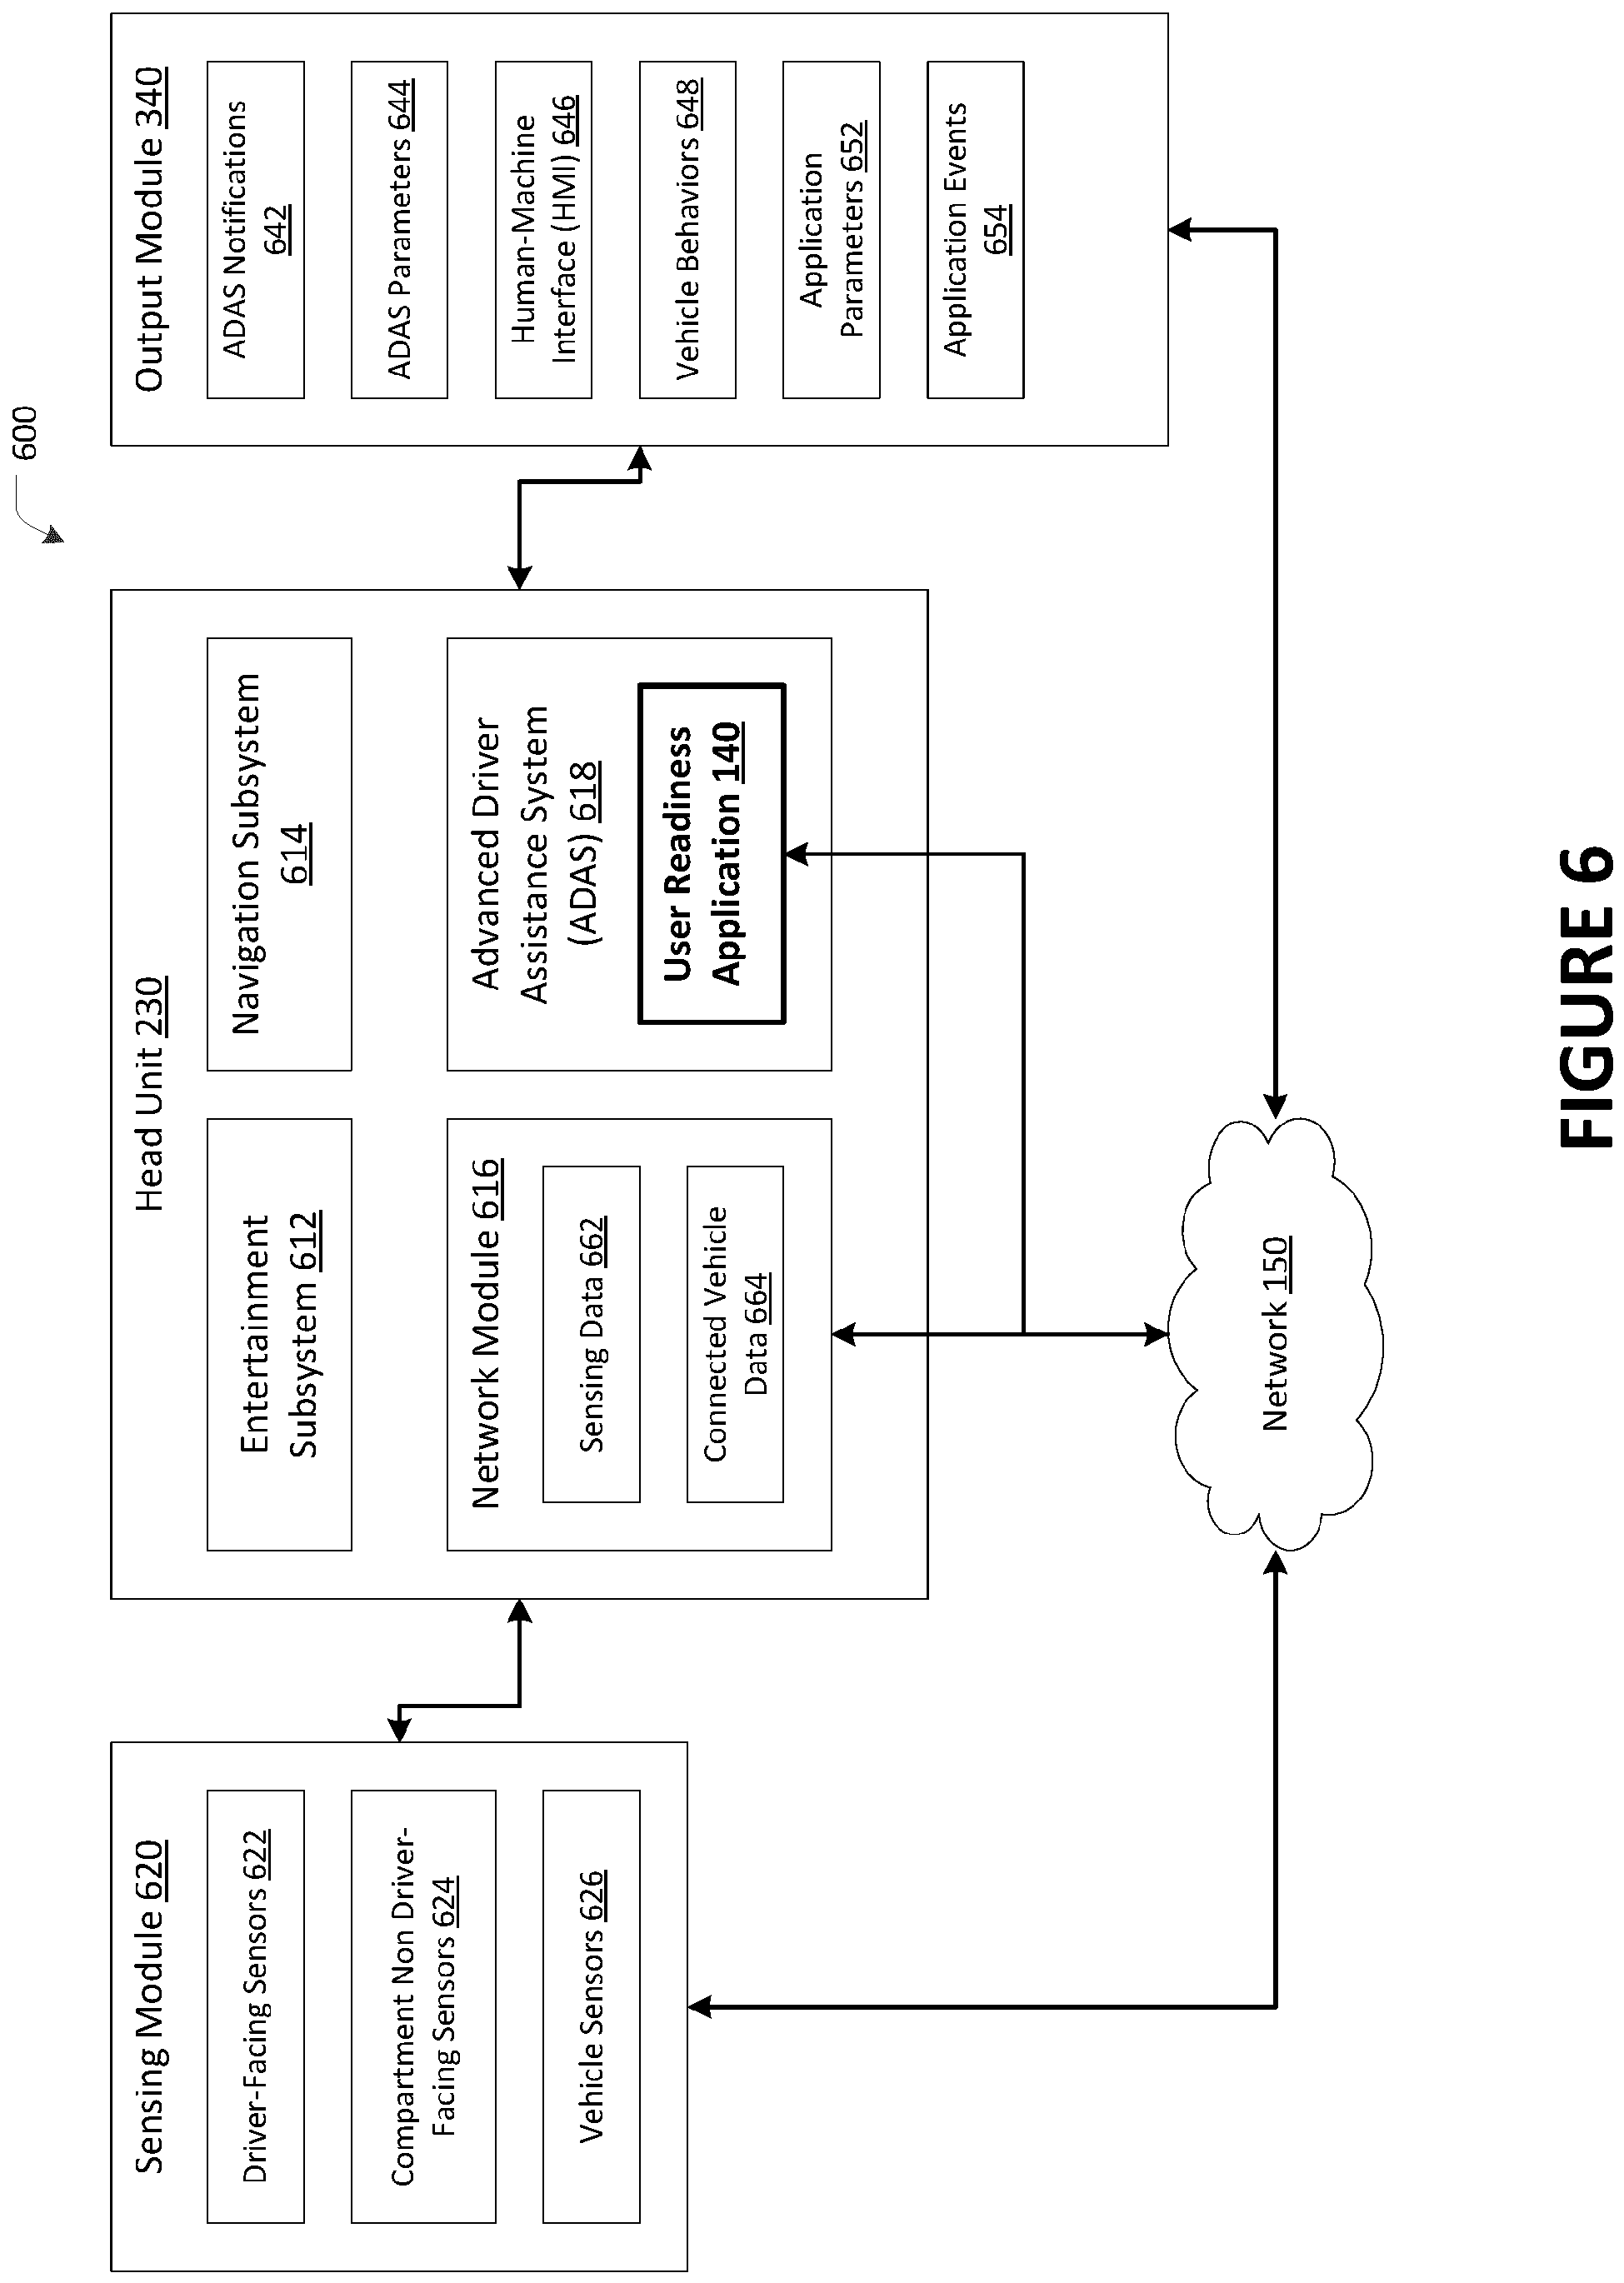 600
Sensing Module 620
Driver-Facing Sensors 622
Compartment Non Driver-
Facing Sensors 624
Vehicle Sensors 626
Head Unit 230
Entertainment
Subsystem 612
Navigation Subsystem
614
Network Module 616
Sensing Data 662
Connected Vehicle
Data 664
Advanced Driver
Assistance System
(ADAS) 618
User Readiness
Application 140
Output Module 340
ADAS Notifications
642
ADAS Parameters 644
Human-Machine
Interface (HMI) 646
Vehicle Behaviors 648
Application
Parameters 652
Application Events
654
Network 150
FIGURE 6